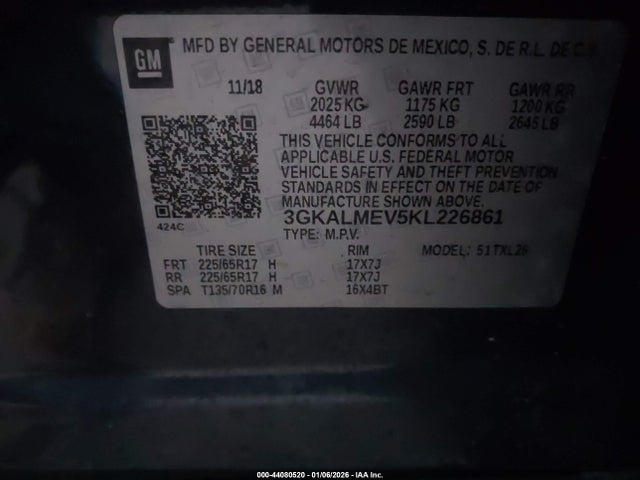 GM
MFD BY GENERAL MOTORS DE MEXICO, S. DE R.L. DE C.V.
11/18 GVWR GAWR FRT GAWR RR
2025 KG 1175 KG 1200 KG
4464 LB 2590 LB 2645 LB
THIS VEHICLE CONFORMS TO ALL
APPLICABLE U.S. FEDERAL MOTOR
VEHICLE SAFETY AND THEFT PREVENTION
STANDARDS IN EFFECT ON THE DATE OF
MANUFACTURE SHOWN ABOVE.
3GKALMEV5KL226861
424C
TYPE: M.P.V.
TIRE SIZE RIM MODEL: 51TXL26
FRT 225/65R17 H 17X7J
RR 225/65R17 H 17X7J
SPA T135/70R16 M 16X4BT
000-44080520 - 01/06/2026 - IAA Inc.